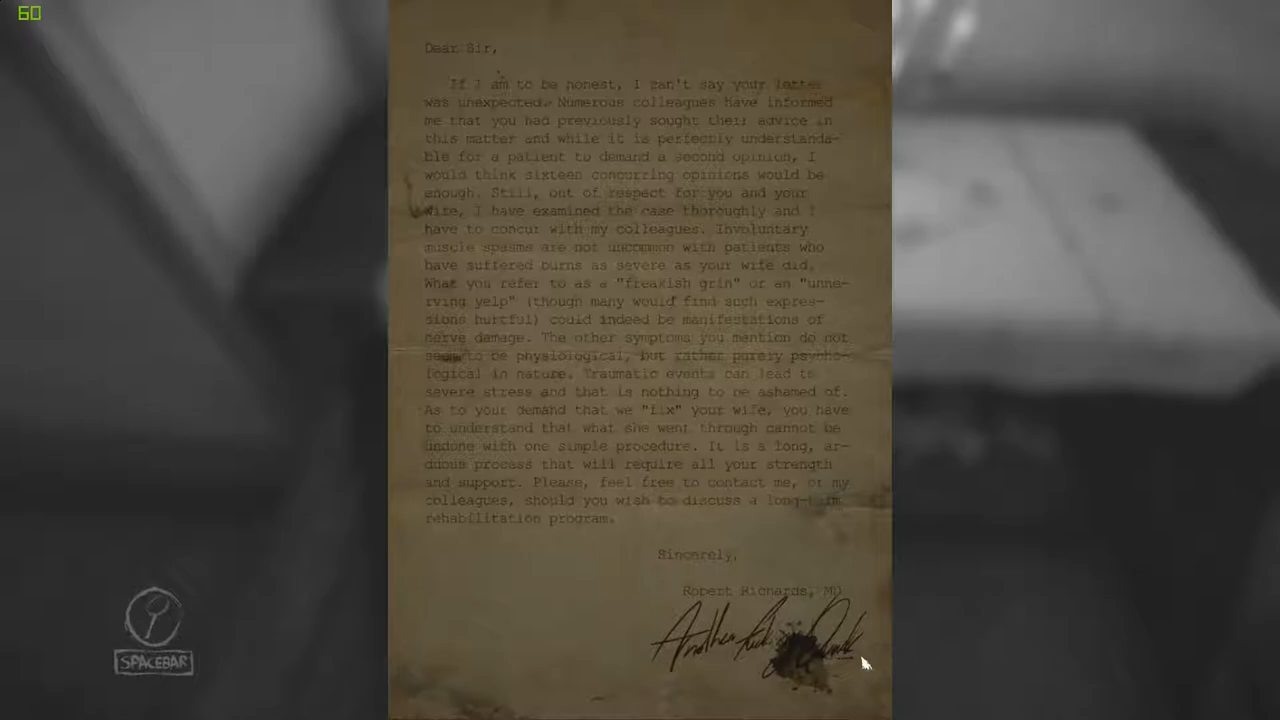 60
Dear Sir,
If I am to be honest, I can't say your letter
was unexpected. Numerous colleagues have informed
me that you had previously sought their advice in
this matter and while it is perfectly understanda-
ble for a patient to demand a second opinion, I
would think sixteen concurring opinions would be
enough. Still, out of respect for you and your
wife, I have examined the case thoroughly and I
have to concur with my colleagues. Involuntary
muscle spasms are not uncommon with patients who
have suffered burns as severe as your wife did.
What you refer to as a "freakish grin" or an "unne-
rving yelp" (though many would find such expres-
sions hurtful) could indeed be manifestations of
nerve damage. The other symptoms you mention do not
seem to be physiological, but rather purely psycho-
logical in nature. Traumatic events can lead to
severe stress and that is nothing to be ashamed of.
As to your demand that we "fix" your wife, you have
to understand that what she went through cannot be
undone with one simple procedure. It is a long, ar-
duous process that will require all your strength
and support. Please, feel free to contact me, or my
colleagues, should you wish to discuss a long-term
rehabilitation program.
Sincerely,
Robert Richards, MD
Another
SPACEBAR